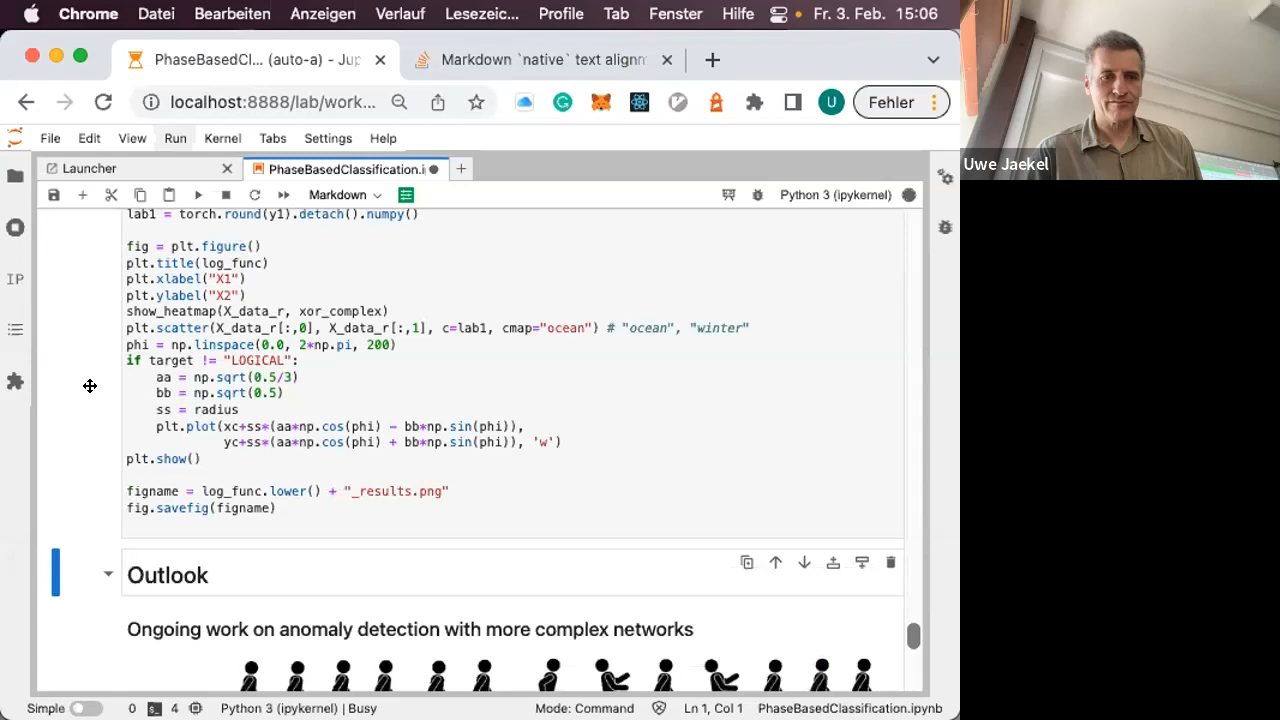 Chrome Datei Bearbeiten Anzeigen Verlauf Lesezeic... Profile Tab Fenster Hilfe Fr. 3. Feb. 15:06
PhaseBasedCl... (auto-a) - Jup
Markdown `native` text alignm
localhost:8888/lab/work...
U
Fehler
File Edit View Run Kernel Tabs Settings Help
Launcher
PhaseBasedClassification.i
Markdown
Python 3 (ipykernel)
IP
lab1 = torch.round(y1).detach().numpy()
fig = plt.figure()
plt.title(log_func)
plt.xlabel("X1")
plt.ylabel("X2")
show_heatmap(X_data_r, xor_complex)
plt.scatter(X_data_r[:,0], X_data_r[:,1], c=lab1, cmap="ocean") # "ocean", "winter"
phi = np.linspace(0.0, 2*np.pi, 200)
if target != "LOGICAL":
    aa = np.sqrt(0.5/3)
    bb = np.sqrt(0.5)
    ss = radius
    plt.plot(xc+ss*(aa*np.cos(phi) - bb*np.sin(phi)),
             yc+ss*(aa*np.cos(phi) + bb*np.sin(phi)), 'w')
plt.show()
figname = log_func.lower() + "_results.png"
fig.savefig(figname)
Outlook
Ongoing work on anomaly detection with more complex networks
Simple 0 4 Python 3 (ipykernel) | Busy Mode: Command Ln 1, Col 1 PhaseBasedClassification.ipynb
Uwe Jaekel